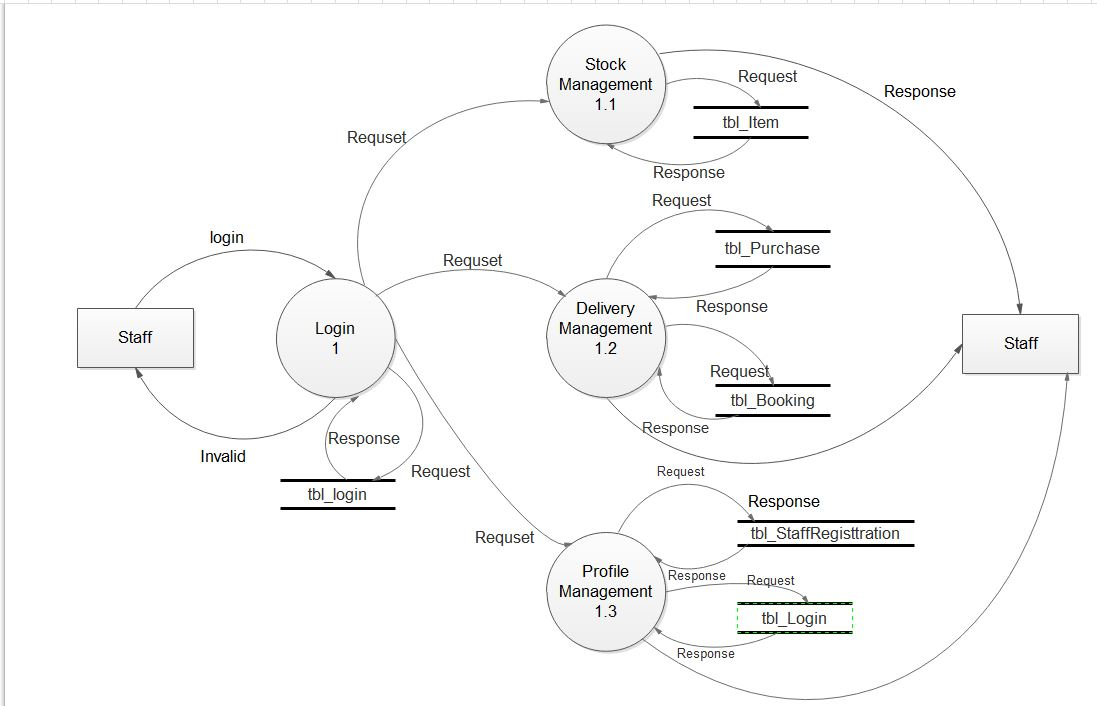 Stock
Management
1.1
Request
tbl_Item
Response
Response
Requset
Request
tbl_Purchase
Response
login
Requset
Staff
Login
1
Delivery
Management
1.2
Staff
Request
tbl_Booking
Response
Invalid
Response
Request
tbl_login
Request
Response
tbl_StaffRegisttration
Requset
Profile
Management
1.3
Response
Request
tbl_Login
Response